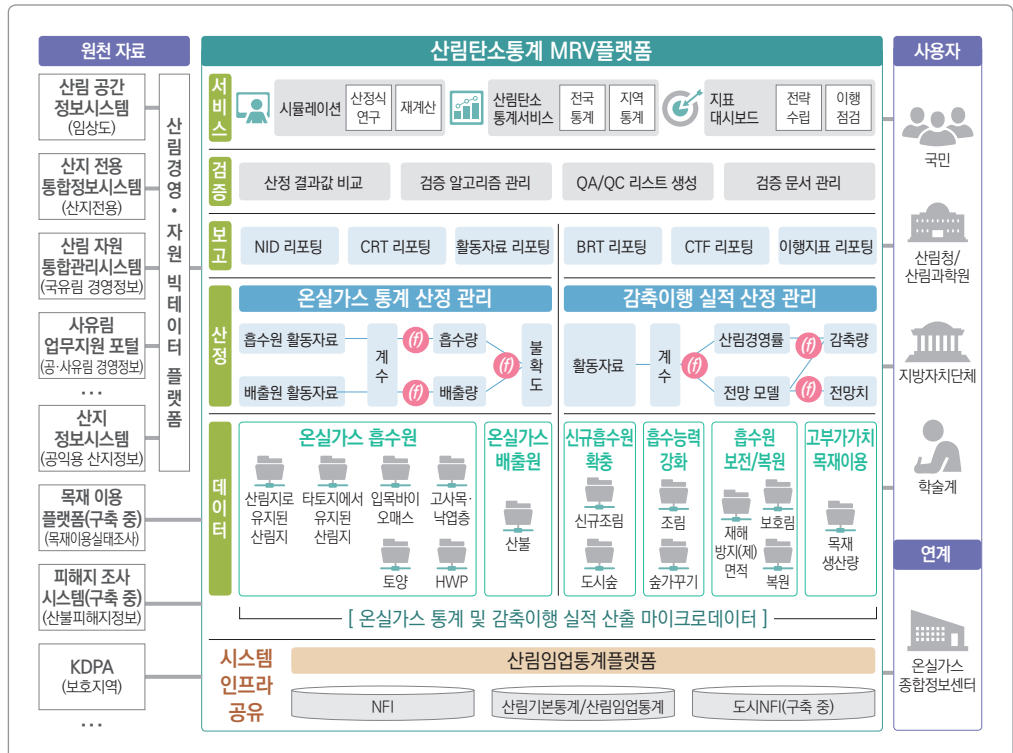 원천 자료
산림 공간
정보시스템
(임상도)
산지 전용
통합정보시스템
(산지전용)
산림 자원
통합관리시스템
(국유림 경영정보)
사유림
업무지원 포털
(공·사유림 경영정보)
...
산지
정보시스템
(공익용 산지정보)
목재 이용
플랫폼(구축 중)
(목재이용실태조사)
피해지 조사
시스템(구축 중)
(산불피해지정보)
KDPA
(보호지역)
...
산림경영·자원 빅데이터 플랫폼
산림탄소통계 MRV플랫폼
서비스
시뮬레이션
산정식
연구
재계산
산림탄소
통계서비스
전국
통계
지역
통계
지표
대시보드
전략
수립
이행
점검
검증
산정 결과값 비교
검증 알고리즘 관리
QA/QC 리스트 생성
검증 문서 관리
보고
NID 리포팅
CRT 리포팅
활동자료 리포팅
BRT 리포팅
CTF 리포팅
이행지표 리포팅
산정
온실가스 통계 산정 관리
흡수원 활동자료
배출원 활동자료
계수
(f)
흡수량
(f)
배출량
(f)
불확도
감축이행 실적 산정 관리
활동자료
계수
(f)
산림경영률
전망 모델
(f)
감축량
(f)
전망치
데이터
온실가스 흡수원
산림지로
유지된
산림지
타토지에서
유지된
산림지
입목바이
오매스
고사목·
낙엽층
토양
HWP
온실가스
배출원
산불
신규흡수원
확충
신규조림
도시숲
흡수능력
강화
조림
숲가꾸기
흡수원
보전/복원
재해
방지(제)
면적
보호림
복원
고부가가치
목재이용
목재
생산량
[ 온실가스 통계 및 감축이행 실적 산출 마이크로데이터 ]
시스템
인프라
공유
산림임업통계플랫폼
NFI
산림기본통계/산림임업통계
도시NFI(구축 중)
사용자
국민
산림청/
산림과학원
지방자치단체
학술계
연계
온실가스
종합정보센터